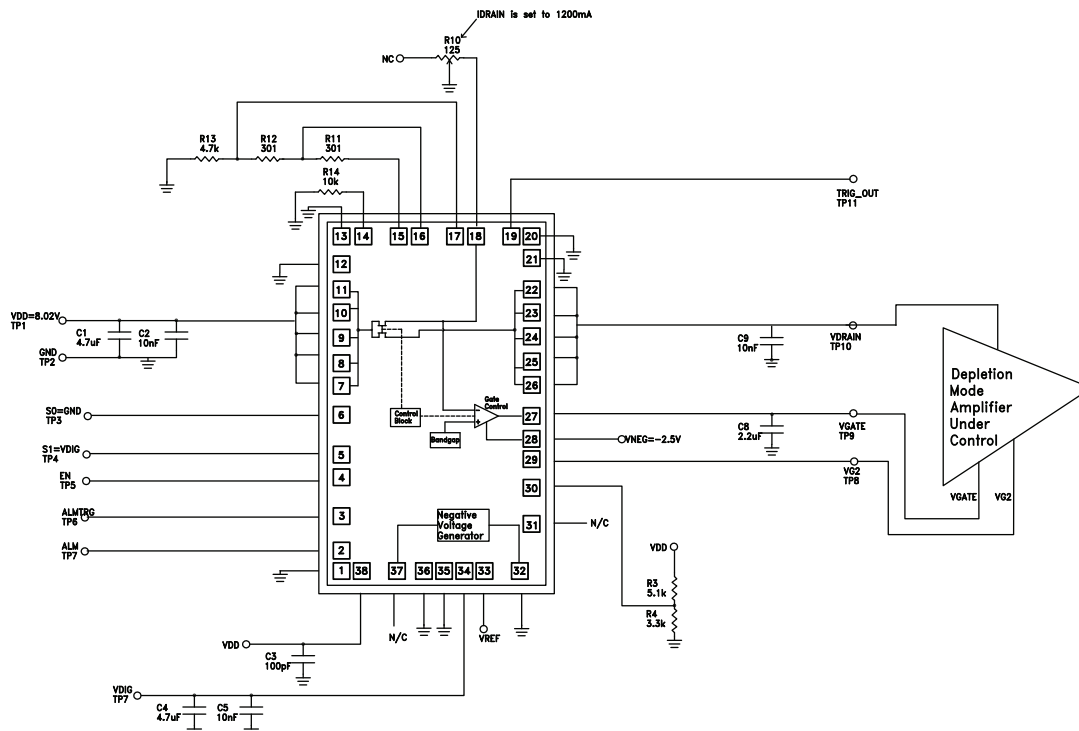 IDRAIN is set to 1200mA
R10
125
NC
R13
4.7k
R12
301
R11
301
R14
10k
TRIG_OUT
TP11
13
14
15
16
17
18
19
20
21
12
11
10
9
8
7
22
23
24
25
26
VDD=8.02V
TP1
C1
4.7uF
C2
10nF
GND
TP2
C9
10nF
VDRAIN
TP10
Depletion
Mode
Amplifier
Under
Control
S0=GND
TP3
6
Control
Block
Gate
Control
Bandgap
27
28
29
C8
2.2uF
VGATE
TP9
VNEG=-2.5V
VG2
TP8
VGATE
VG2
S1=VDIG
TP4
5
EN
TP5
4
30
ALMTRG
TP6
3
Negative
Voltage
Generator
31
N/C
ALM
TP7
2
1
38
37
36
35
34
33
32
VDD
R3
5.1k
R4
3.3k
VDD
C3
100pF
N/C
VREF
VDIG
TP7
C4
4.7uF
C5
10nF